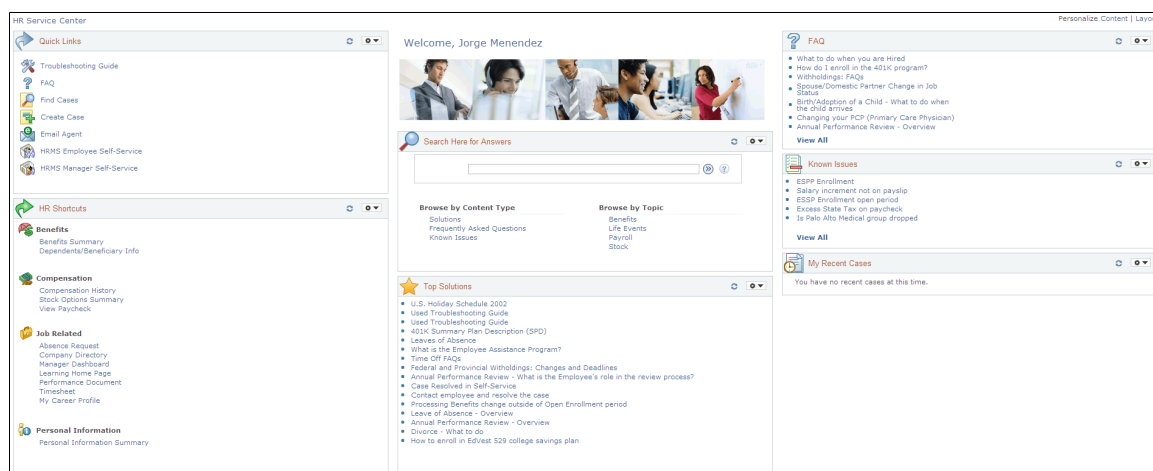 HR Service Center
Personalize Content | Layou
Quick Links
Troubleshooting Guide
FAQ
Find Cases
Create Case
Email Agent
HRMS Employee Self-Service
HRMS Manager Self-Service
HR Shortcuts
Benefits
Benefits Summary
Dependents/Beneficiary Info
Compensation
Compensation History
Stock Options Summary
View Paycheck
Job Related
Absence Request
Company Directory
Manager Dashboard
Learning Home Page
Performance Document
Timesheet
My Career Profile
Personal Information
Personal Information Summary
Welcome, Jorge Menendez
Search Here for Answers
Browse by Content Type
Solutions
Frequently Asked Questions
Known Issues
Browse by Topic
Benefits
Life Events
Payroll
Stock
Top Solutions
U.S. Holiday Schedule 2002
Used Troubleshooting Guide
Used Troubleshooting Guide
401K Summary Plan Description (SPD)
Leaves of Absence
What is the Employee Assistance Program?
Time Off FAQs
Federal and Provincial Witholdings: Changes and Deadlines
Annual Performance Review - What is the Employee's role in the review process?
Case Resolved in Self-Service
Contact employee and resolve the case
Processing Benefits change outside of Open Enrollment period
Leave of Absence - Overview
Annual Performance Review - Overview
Divorce - What to do
How to enroll in EdVest 529 college savings plan
FAQ
What to do when you are Hired
How do I enroll in the 401K program?
Withholdings: FAQs
Spouse/Domestic Partner Change in Job
Status
Birth/Adoption of a Child - What to do when
the child arrives
Changing your PCP (Primary Care Physician)
Annual Performance Review - Overview
View All
Known Issues
ESPP Enrollment
Salary increment not on payslip
ESSP Enrollment open period
Excess State Tax on paycheck
Is Palo Alto Medical group dropped
View All
My Recent Cases
You have no recent cases at this time.